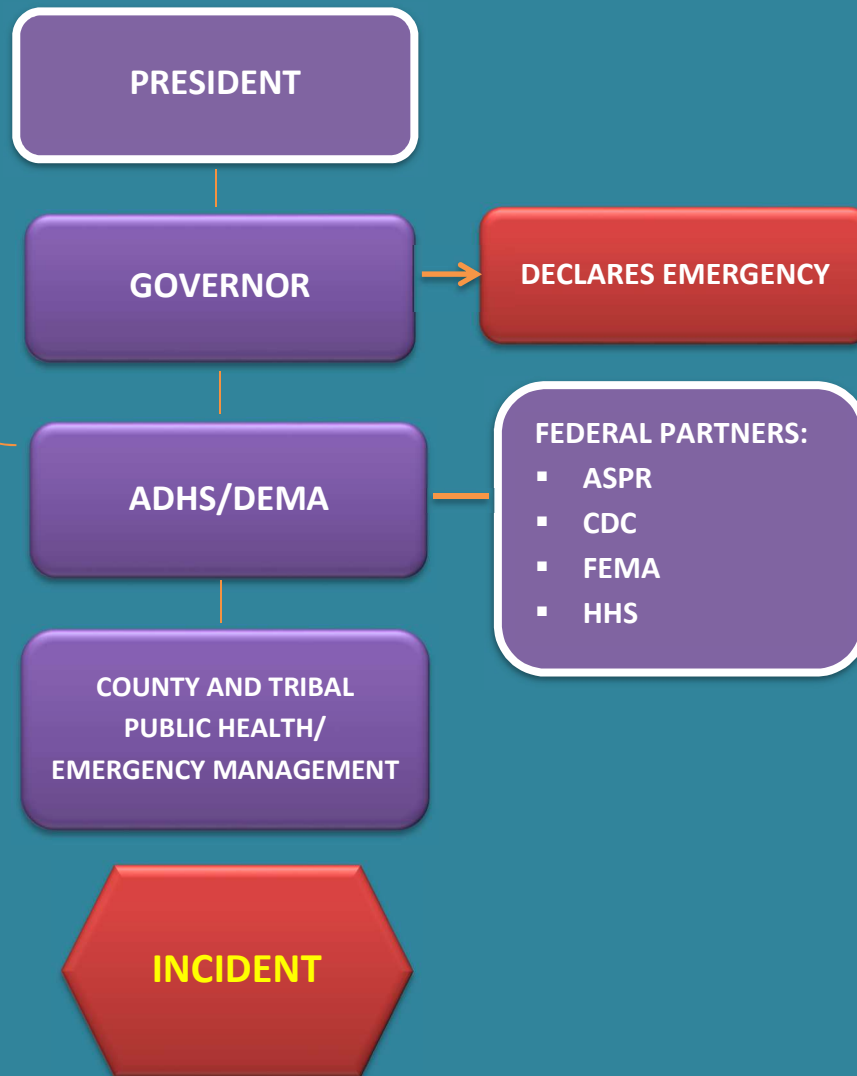 PRESIDENT
GOVERNOR
DECLARES EMERGENCY
ADHS/DEMA
FEDERAL PARTNERS:
▪ ASPR
▪ CDC
▪ FEMA
▪ HHS
COUNTY AND TRIBAL
PUBLIC HEALTH/
EMERGENCY MANAGEMENT
INCIDENT